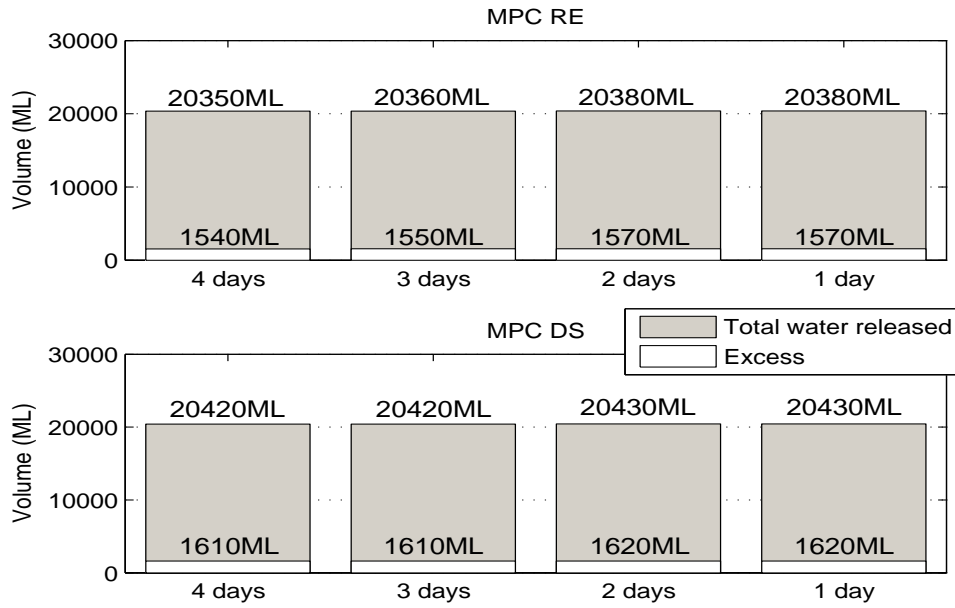 MPC RE
Volume (ML)
30000
20000
10000
0
20350ML
20360ML
20380ML
20380ML
1540ML
1550ML
1570ML
1570ML
4 days
3 days
2 days
1 day
MPC DS
Total water released
Excess
Volume (ML)
30000
20000
10000
0
20420ML
20420ML
20430ML
20430ML
1610ML
1610ML
1620ML
1620ML
4 days
3 days
2 days
1 day